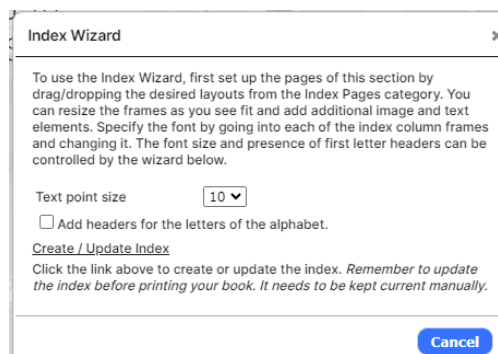 Index Wizard
To use the Index Wizard, first set up the pages of this section by
drag/dropping the desired layouts from the Index Pages category. You
can resize the frames as you see fit and add additional image and text
elements. Specify the font by going into each of the index column frames
and changing it. The font size and presence of first letter headers can be
controlled by the wizard below.
Text point size 10
Add headers for the letters of the alphabet.
Create / Update Index
Click the link above to create or update the index. Remember to update
the index before printing your book. It needs to be kept current manually.
Cancel